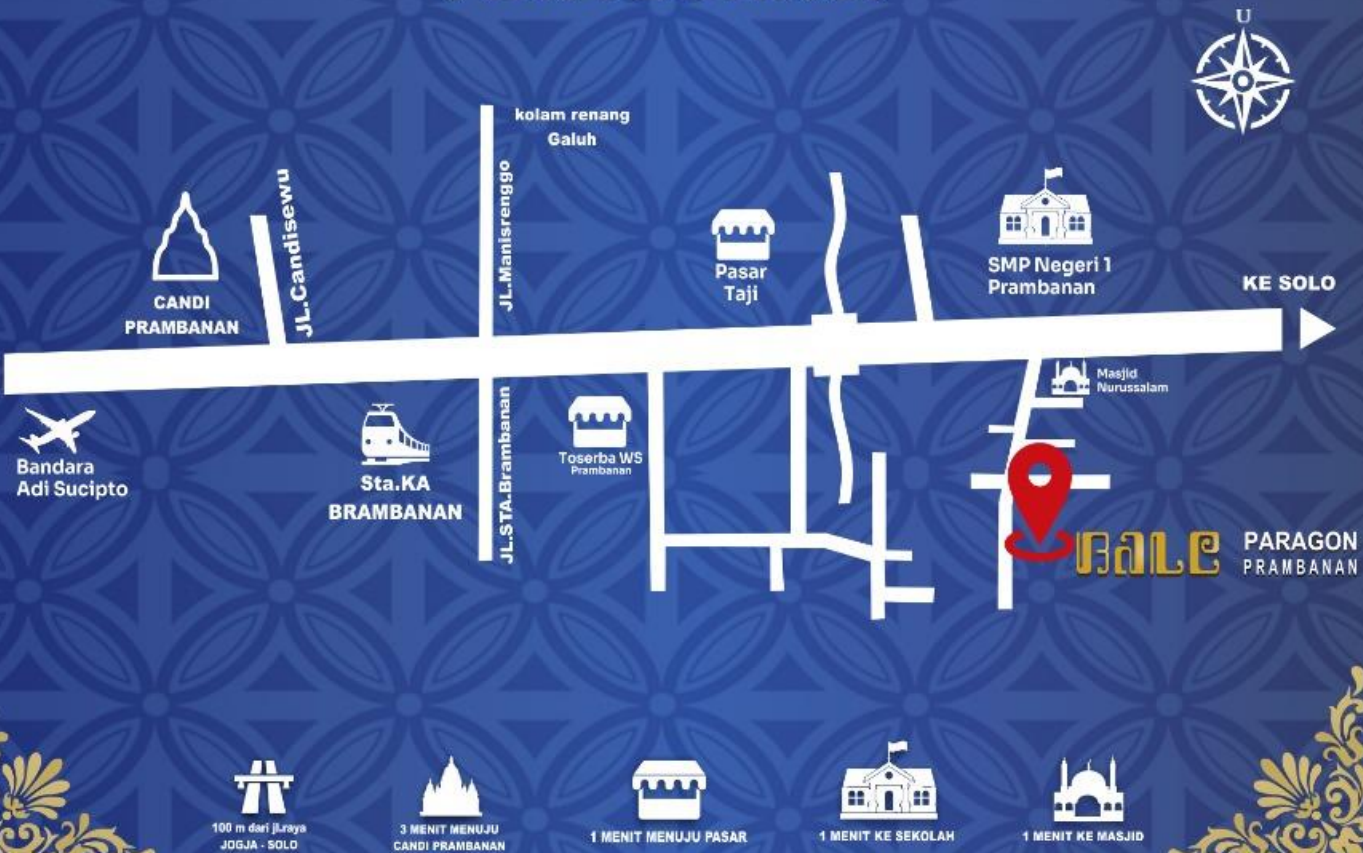 U
kolam renang
Galuh
JL.Candisewu
JL.Manisrenggo
CANDI
PRAMBANAN
Pasar
Taji
SMP Negeri 1
Prambanan
KE SOLO
Masjid
Nurussalam
Bandara
Adi Sucipto
Sta.KA
BRAMBANAN
JL.STA.Brambanan
Toserba WS
Prambanan
BALE
PARAGON
PRAMBANAN
100 m dari jl.raya
JOGJA - SOLO
3 MENIT MENUJU
CANDI PRAMBANAN
1 MENIT MENUJU PASAR
1 MENIT KE SEKOLAH
1 MENIT KE MASJID